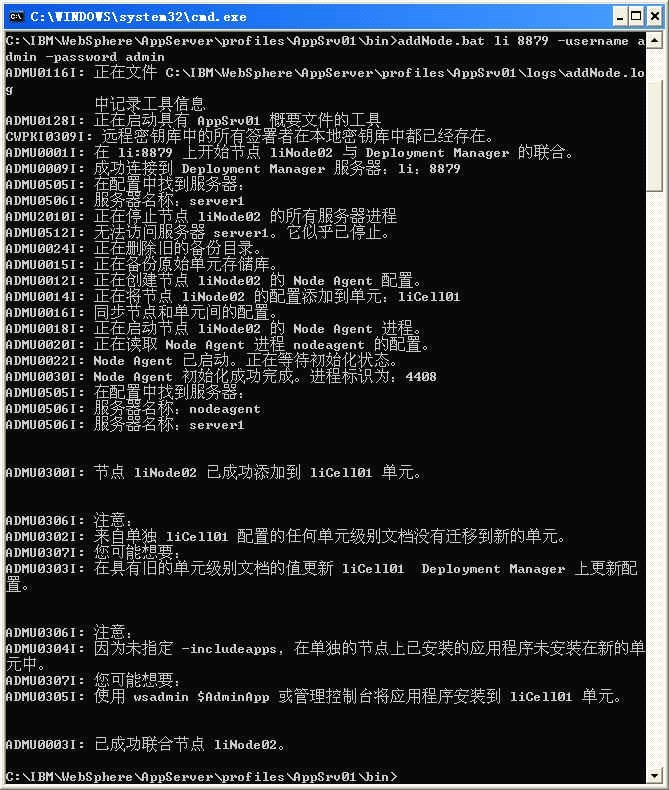 C:\WINDOWS\system32\cmd.exe
C:\IBM\WebSphere\AppServer\profiles\AppSrv01\bin>addNode.bat li 8879 -username a
dmin -password admin
ADMU0116I: 正在文件 C:\IBM\WebSphere\AppServer\profiles\AppSrv01\logs\addNode.lo
g
中记录工具信息
ADMU0128I: 正在启动具有 AppSrv01 概要文件的工具
CWPKI0309I: 远程密钥库中的所有签署者在本地密钥库中都已经存在。
ADMU0001I: 在 li:8879 上开始节点 liNode02 与 Deployment Manager 的联合。
ADMU0009I: 成功连接到 Deployment Manager 服务器：li：8879
ADMU0505I: 在配置中找到服务器：
ADMU0506I: 服务器名称：server1
ADMU2010I: 正在停止节点 liNode02 的所有服务器进程
ADMU0512I: 无法访问服务器 server1。它似乎已停止。
ADMU0024I: 正在删除旧的备份目录。
ADMU0015I: 正在备份原始单元存储库。
ADMU0012I: 正在创建节点 liNode02 的 Node Agent 配置。
ADMU0014I: 正在将节点 liNode02 的配置添加到单元：liCell01
ADMU0016I: 同步节点和单元间的配置。
ADMU0018I: 正在启动节点 liNode02 的 Node Agent 进程。
ADMU0020I: 正在读取 Node Agent 进程 nodeagent 的配置。
ADMU0022I: Node Agent 已启动。正在等待初始化状态。
ADMU0030I: Node Agent 初始化成功完成。进程标识为：4408
ADMU0505I: 在配置中找到服务器：
ADMU0506I: 服务器名称：nodeagent
ADMU0506I: 服务器名称：server1
ADMU0300I: 节点 liNode02 已成功添加到 liCell01 单元。
ADMU0306I: 注意：
ADMU0302I: 来自单独 liCell01 配置的任何单元级别文档没有迁移到新的单元。
ADMU0307I: 您可能想要：
ADMU0303I: 在具有旧的单元级别文档的值更新 liCell01  Deployment Manager 上更新配
置。
ADMU0306I: 注意：
ADMU0304I: 因为未指定 -includeapps，在单独的节点上已安装的应用程序未安装在新的单
元中。
ADMU0307I: 您可能想要：
ADMU0305I: 使用 wsadmin $AdminApp 或管理控制台将应用程序安装到 liCell01 单元。
ADMU0003I: 已成功联合节点 liNode02。
C:\IBM\WebSphere\AppServer\profiles\AppSrv01\bin>